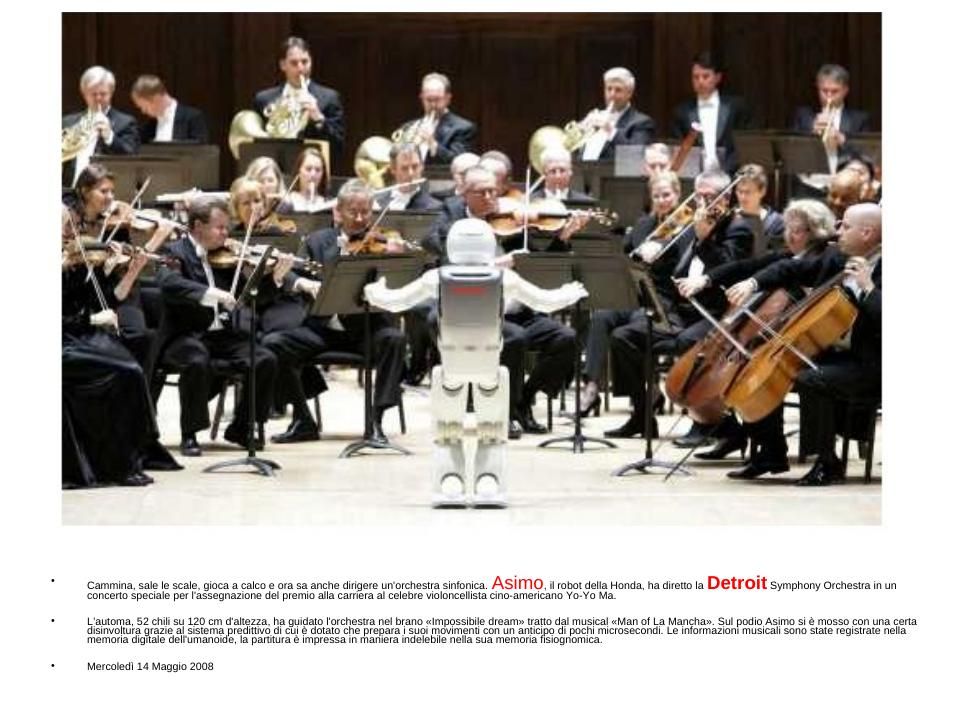 • Cammina, sale le scale, gioca a calco e ora sa anche dirigere un'orchestra sinfonica. Asimo, il robot della Honda, ha diretto la Detroit Symphony Orchestra in un
concerto speciale per l'assegnazione del premio alla carriera al celebre violoncellista cino-americano Yo-Yo Ma.
• L'automa, 52 chili su 120 cm d'altezza, ha guidato l'orchestra nel brano «Impossibile dream» tratto dal musical «Man of La Mancha». Sul podio Asimo si è mosso con una certa
disinvoltura grazie al sistema predittivo di cui è dotato che prepara i suoi movimenti con un anticipo di pochi microsecondi. Le informazioni musicali sono state registrate nella
memoria digitale dell'umanoide, la partitura è impressa in maniera indelebile nella sua memoria fisiognomica.
• Mercoledì 14 Maggio 2008